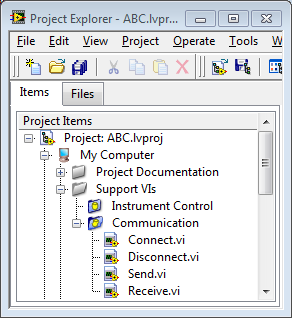 Project Explorer - ABC.lvpr...
File Edit View Project Operate Tools W
Items Files
Project Items
Project: ABC.lvproj
My Computer
Project Documentation
Support VIs
Instrument Control
Communication
Connect.vi
Disconnect.vi
Send.vi
Receive.vi